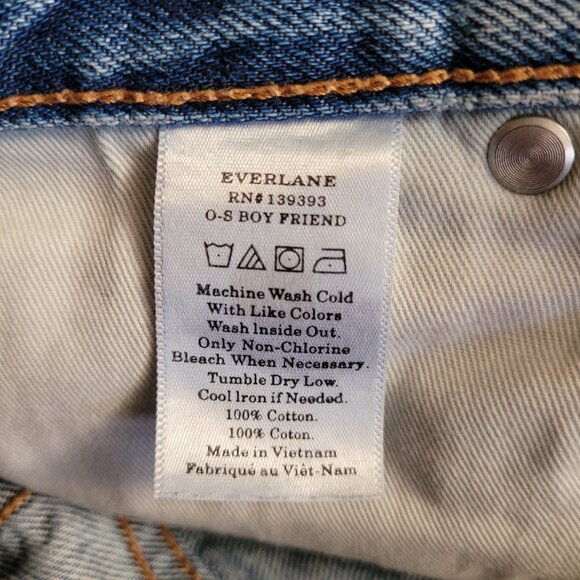 EVERLANE
RN# 139393
O-S BOY FRIEND
Machine Wash Cold
With Like Colors
Wash Inside Out.
Only Non-Chlorine
Bleach When Necessary.
Tumble Dry Low.
Cool Iron if Needed.
100% Cotton.
100% Coton.
Made in Vietnam
Fabriqué au Viêt-Nam